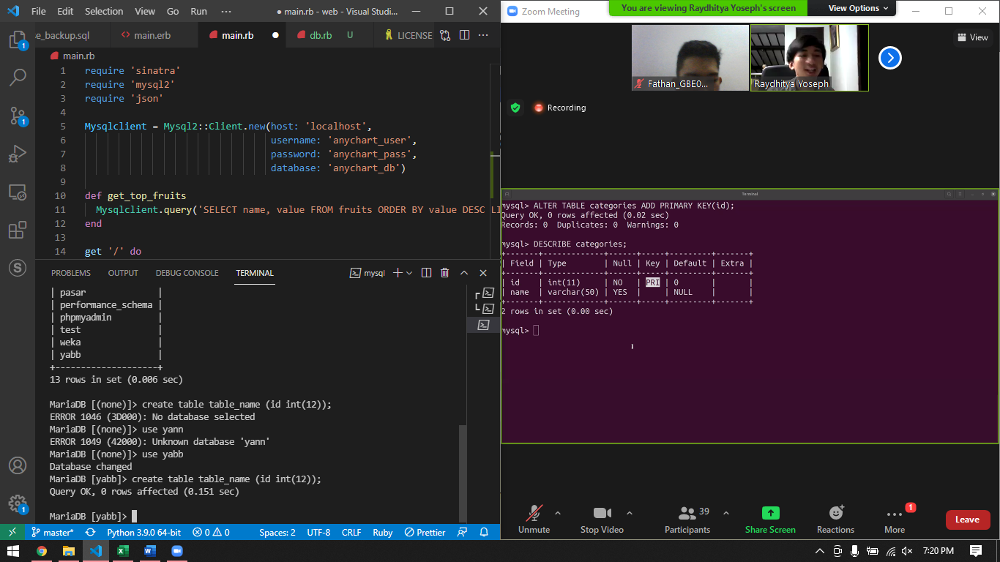 File Edit Selection View Go Run ··· ● main.rb - web - Visual Studi...
se_backup.sql main.erb main.rb ● db.rb U LICENSE ···
main.rb
1 require 'sinatra'
2 require 'mysql2'
3 require 'json'
4
5 Mysqlclient = Mysql2::Client.new(host: 'localhost',
6 username: 'anychart_user',
7 password: 'anychart_pass',
8 database: 'anychart_db')
9
10 def get_top_fruits
11 Mysqlclient.query('SELECT name, value FROM fruits ORDER BY value DESC LI
12 end
13
14 get '/' do
1
1
1
PROBLEMS OUTPUT DEBUG CONSOLE TERMINAL mysql
| pasar |
| performance_schema |
| phpmyadmin |
| test |
| weka |
| yabb |
+--------------------+
13 rows in set (0.006 sec)
MariaDB [(none)]> create table table_name (id int(12));
ERROR 1046 (3D000): No database selected
MariaDB [(none)]> use yann
ERROR 1049 (42000): Unknown database 'yann'
MariaDB [(none)]> use yabb
Database changed
MariaDB [yabb]> create table table_name (id int(12));
Query OK, 0 rows affected (0.151 sec)
MariaDB [yabb]>
master* Python 3.9.0 64-bit 0 0 Spaces: 2 UTF-8 CRLF Ruby Prettier
Zoom Meeting
You are viewing Raydhitya Yoseph's screen View Options
View
Fathan_GBE0... Raydhitya Yoseph
Recording
Terminal
mysql> ALTER TABLE categories ADD PRIMARY KEY(id);
Query OK, 0 rows affected (0.02 sec)
Records: 0 Duplicates: 0 Warnings: 0
mysql> DESCRIBE categories;
+-------+-------------+------+-----+---------+-------+
| Field | Type | Null | Key | Default | Extra |
+-------+-------------+------+-----+---------+-------+
| id | int(11) | NO | PRI | 0 | |
| name | varchar(50) | YES | | NULL | |
+-------+-------------+------+-----+---------+-------+
2 rows in set (0.00 sec)
mysql>
39 1
Unmute Stop Video Participants Share Screen Reactions More Leave
7:20 PM